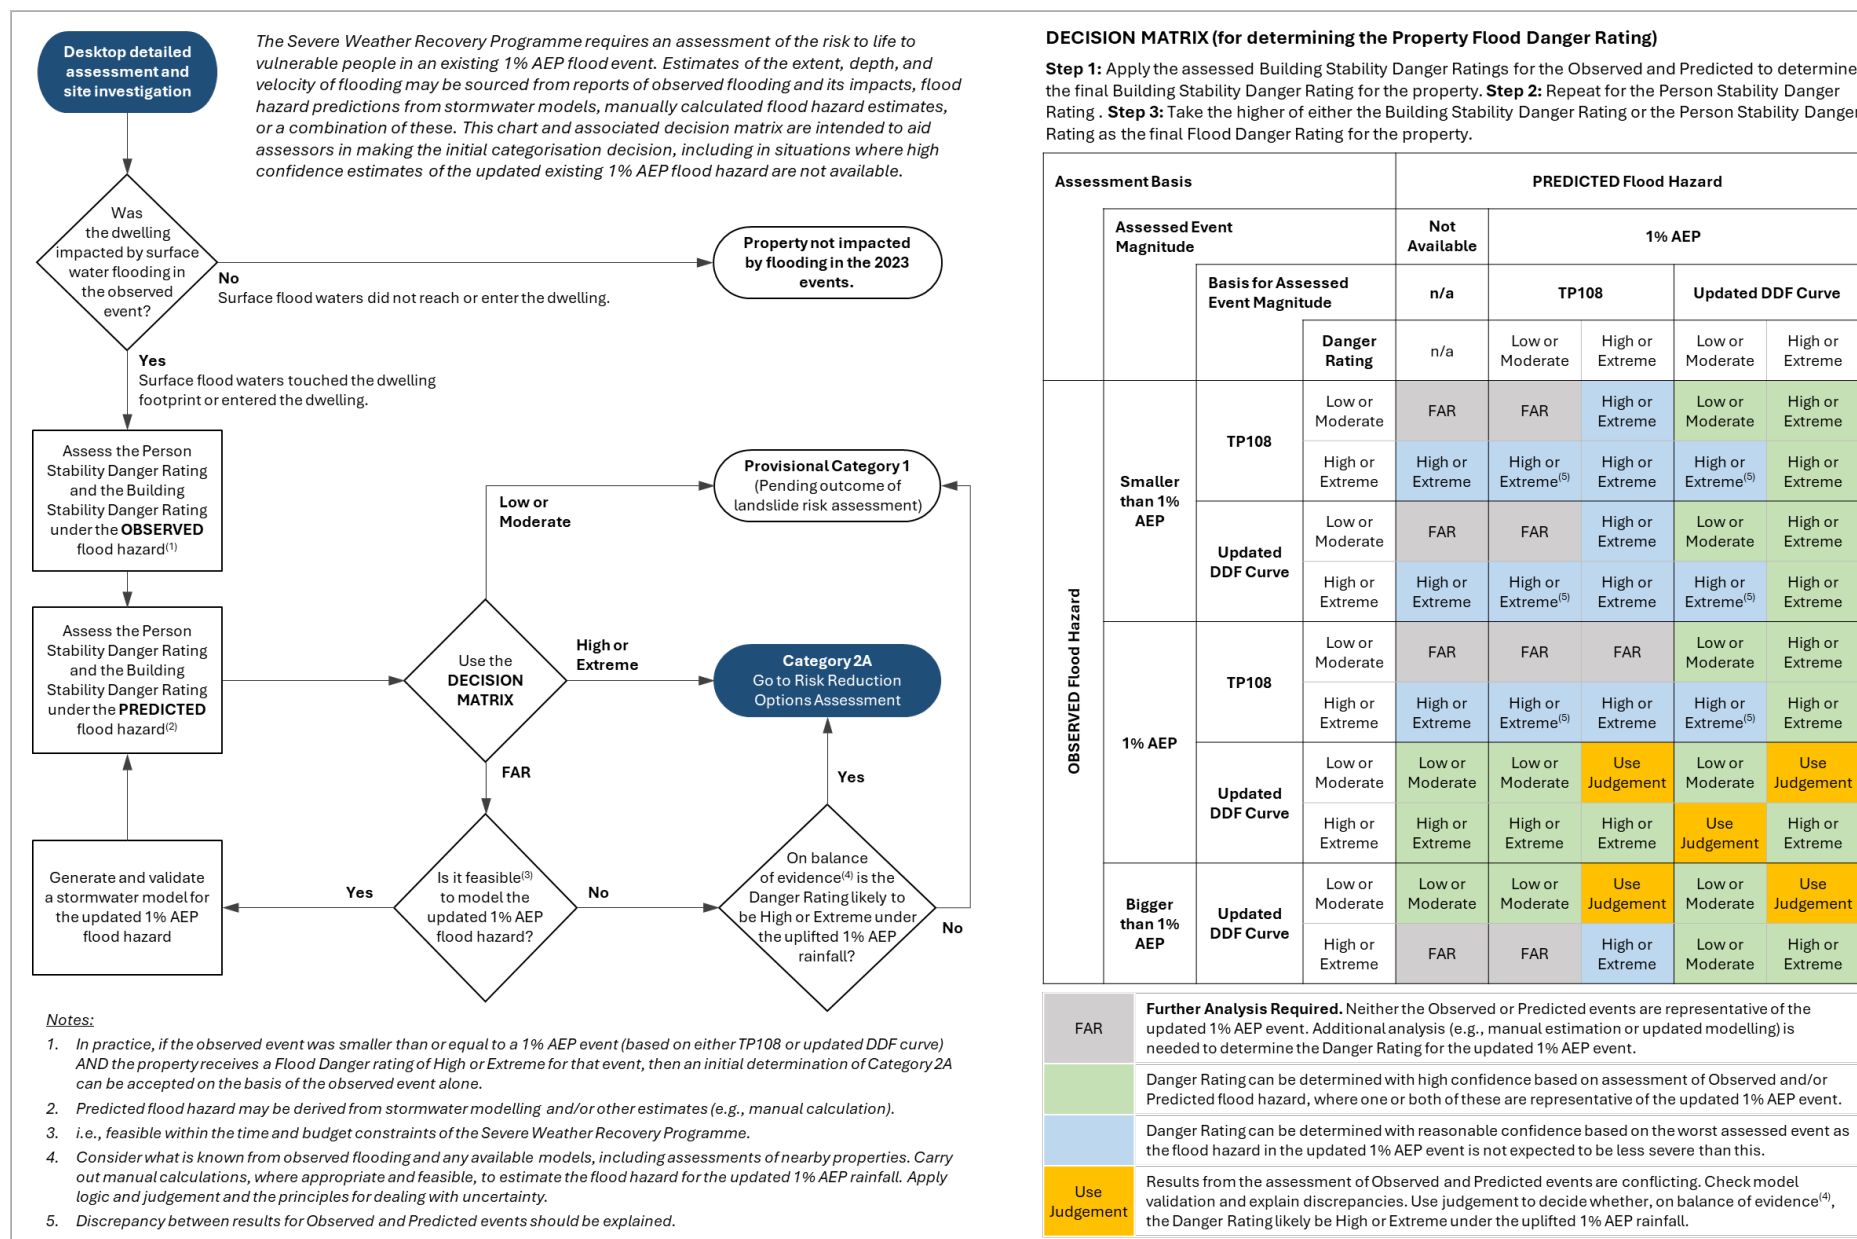 Desktop detailed
assessment and
site investigation
The Severe Weather Recovery Programme requires an assessment of the risk to life to
vulnerable people in an existing 1% AEP flood event. Estimates of the extent, depth, and
velocity of flooding may be sourced from reports of observed flooding and its impacts, flood
hazard predictions from stormwater models, manually calculated flood hazard estimates,
or a combination of these. This chart and associated decision matrix are intended to aid
assessors in making the initial categorisation decision, including in situations where high
confidence estimates of the updated existing 1% AEP flood hazard are not available.
Was
the dwelling
impacted by surface
water flooding in
the observed
event?
No
Surface flood waters did not reach or enter the dwelling.
Property not impacted
by flooding in the 2023
events.
Yes
Surface flood waters touched the dwelling
footprint or entered the dwelling.
Assess the Person
Stability Danger Rating
and the Building
Stability Danger Rating
under the OBSERVED
flood hazard(1)
Assess the Person
Stability Danger Rating
and the Building
Stability Danger Rating
under the PREDICTED
flood hazard(2)
Use the
DECISION
MATRIX
Low or
Moderate
Provisional Category 1
(Pending outcome of
landslide risk assessment)
High or
Extreme
Category 2A
Go to Risk Reduction
Options Assessment
FAR
Is it feasible(3)
to model the
updated 1% AEP
flood hazard?
Yes
Generate and validate
a stormwater model for
the updated 1% AEP
flood hazard
No
On balance
of evidence(4) is the
Danger Rating likely to
be High or Extreme under
the uplifted 1% AEP
rainfall?
Yes
No
Notes:
1. In practice, if the observed event was smaller than or equal to a 1% AEP event (based on either TP108 or updated DDF curve)
AND the property receives a Flood Danger rating of High or Extreme for that event, then an initial determination of Category 2A
can be accepted on the basis of the observed event alone.
2. Predicted flood hazard may be derived from stormwater modelling and/or other estimates (e.g., manual calculation).
3. i.e., feasible within the time and budget constraints of the Severe Weather Recovery Programme.
4. Consider what is known from observed flooding and any available models, including assessments of nearby properties. Carry
out manual calculations, where appropriate and feasible, to estimate the flood hazard for the updated 1% AEP rainfall. Apply
logic and judgement and the principles for dealing with uncertainty.
5. Discrepancy between results for Observed and Predicted events should be explained.
DECISION MATRIX (for determining the Property Flood Danger Rating)
Step 1: Apply the assessed Building Stability Danger Ratings for the Observed and Predicted to determine
the final Building Stability Danger Rating for the property. Step 2: Repeat for the Person Stability Danger
Rating . Step 3: Take the higher of either the Building Stability Danger Rating or the Person Stability Danger
Rating as the final Flood Danger Rating for the property.
Assessment Basis
PREDICTED Flood Hazard
Assessed Event
Magnitude
Not
Available
1% AEP
Basis for Assessed
Event Magnitude
n/a
TP108
Updated DDF Curve
Danger
Rating
n/a
Low or
Moderate
High or
Extreme
Low or
Moderate
High or
Extreme
OBSERVED Flood Hazard
Smaller
than 1%
AEP
TP108
Low or
Moderate
FAR
FAR
High or
Extreme
Low or
Moderate
High or
Extreme
High or
Extreme
High or
Extreme
High or
Extreme(5)
High or
Extreme
High or
Extreme(5)
High or
Extreme
Updated
DDF Curve
Low or
Moderate
FAR
FAR
High or
Extreme
Low or
Moderate
High or
Extreme
High or
Extreme
High or
Extreme
High or
Extreme(5)
High or
Extreme
High or
Extreme(5)
High or
Extreme
1% AEP
TP108
Low or
Moderate
FAR
FAR
FAR
Low or
Moderate
High or
Extreme
High or
Extreme
High or
Extreme
High or
Extreme(5)
High or
Extreme
High or
Extreme(5)
High or
Extreme
Updated
DDF Curve
Low or
Moderate
Low or
Moderate
Low or
Moderate
Use
Judgement
Low or
Moderate
Use
Judgement
High or
Extreme
High or
Extreme
High or
Extreme
High or
Extreme
Use
Judgement
High or
Extreme
Bigger
than 1%
AEP
Updated
DDF Curve
Low or
Moderate
Low or
Moderate
Low or
Moderate
Use
Judgement
Low or
Moderate
Use
Judgement
High or
Extreme
FAR
FAR
High or
Extreme
Low or
Moderate
High or
Extreme
FAR
Further Analysis Required. Neither the Observed or Predicted events are representative of the
updated 1% AEP event. Additional analysis (e.g., manual estimation or updated modelling) is
needed to determine the Danger Rating for the updated 1% AEP event.
Danger Rating can be determined with high confidence based on assessment of Observed and/or
Predicted flood hazard, where one or both of these are representative of the updated 1% AEP event.
Danger Rating can be determined with reasonable confidence based on the worst assessed event as
the flood hazard in the updated 1% AEP event is not expected to be less severe than this.
Use
Judgement
Results from the assessment of Observed and Predicted events are conflicting. Check model
validation and explain discrepancies. Use judgement to decide whether, on balance of evidence(4),
the Danger Rating likely be High or Extreme under the uplifted 1% AEP rainfall.